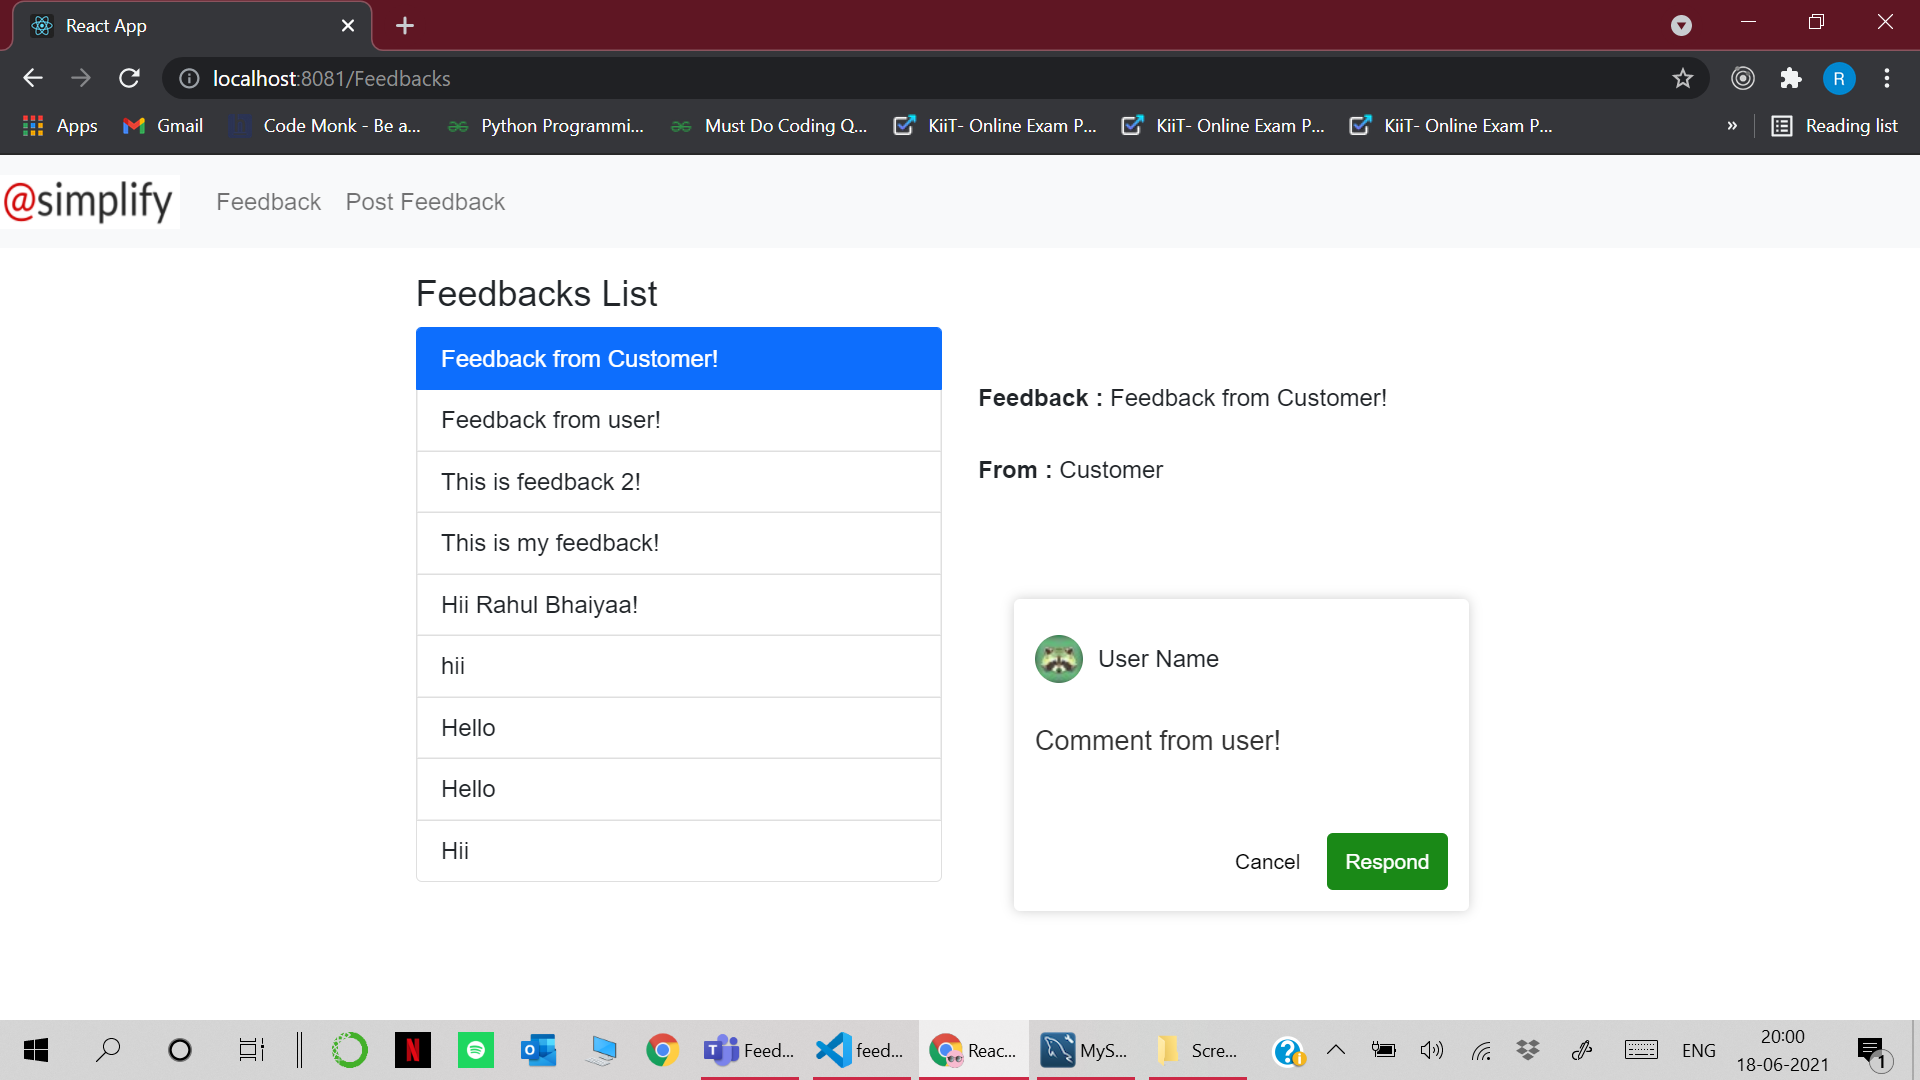 React App
localhost:8081/Feedbacks
R
Apps Gmail Code Monk - Be a... Python Programmi... Must Do Coding Q... KiiT- Online Exam P... KiiT- Online Exam P... KiiT- Online Exam P... » Reading list
@simplify Feedback Post Feedback
Feedbacks List
Feedback from Customer!
Feedback from user!
This is feedback 2!
This is my feedback!
Hii Rahul Bhaiyaa!
hii
Hello
Hello
Hii
Feedback : Feedback from Customer!
From : Customer
User Name
Comment from user!
Cancel Respond
Feed... feed... Reac... MyS... Scre... ENG
20:00
18-06-2021
1